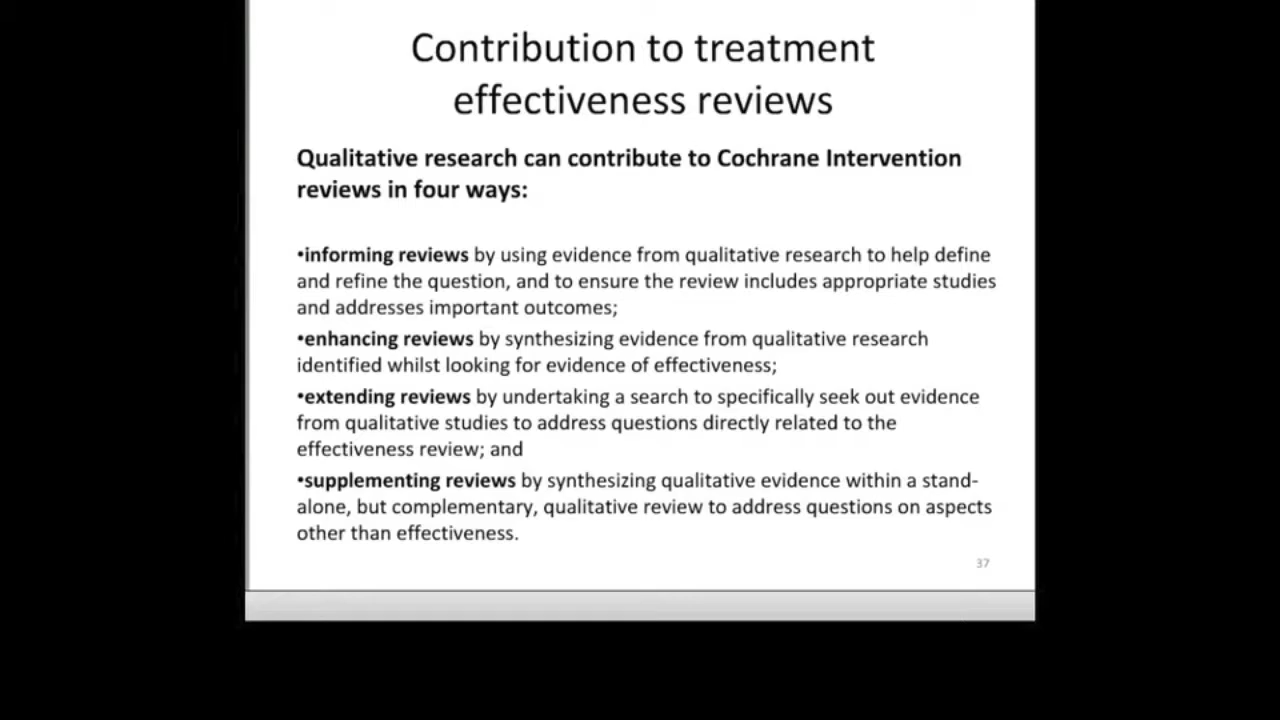 Contribution to treatment
effectiveness reviews
Qualitative research can contribute to Cochrane Intervention
reviews in four ways:
•informing reviews by using evidence from qualitative research to help define
and refine the question, and to ensure the review includes appropriate studies
and addresses important outcomes;
•enhancing reviews by synthesizing evidence from qualitative research
identified whilst looking for evidence of effectiveness;
•extending reviews by undertaking a search to specifically seek out evidence
from qualitative studies to address questions directly related to the
effectiveness review; and
•supplementing reviews by synthesizing qualitative evidence within a stand-
alone, but complementary, qualitative review to address questions on aspects
other than effectiveness.
37